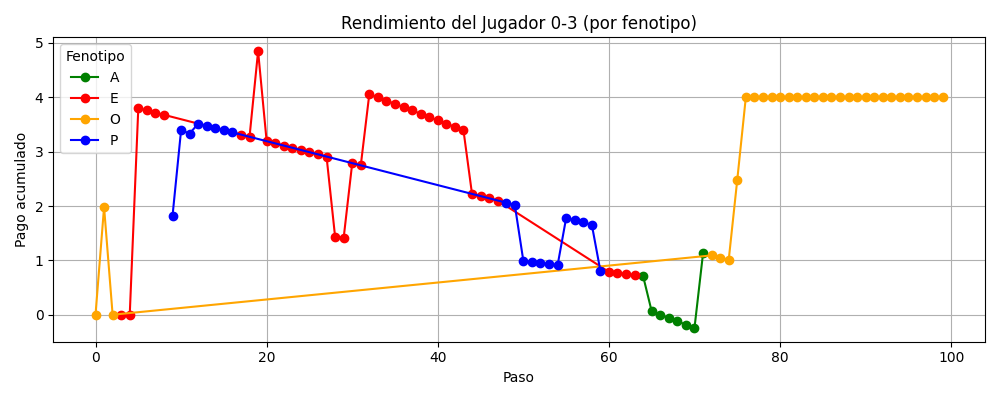 Rendimiento del Jugador 0-3 (por fenotipo)
Pago acumulado
5
4
3
2
1
0
Fenotipo
A
E
O
P
0 20 40 60 80 100
Paso